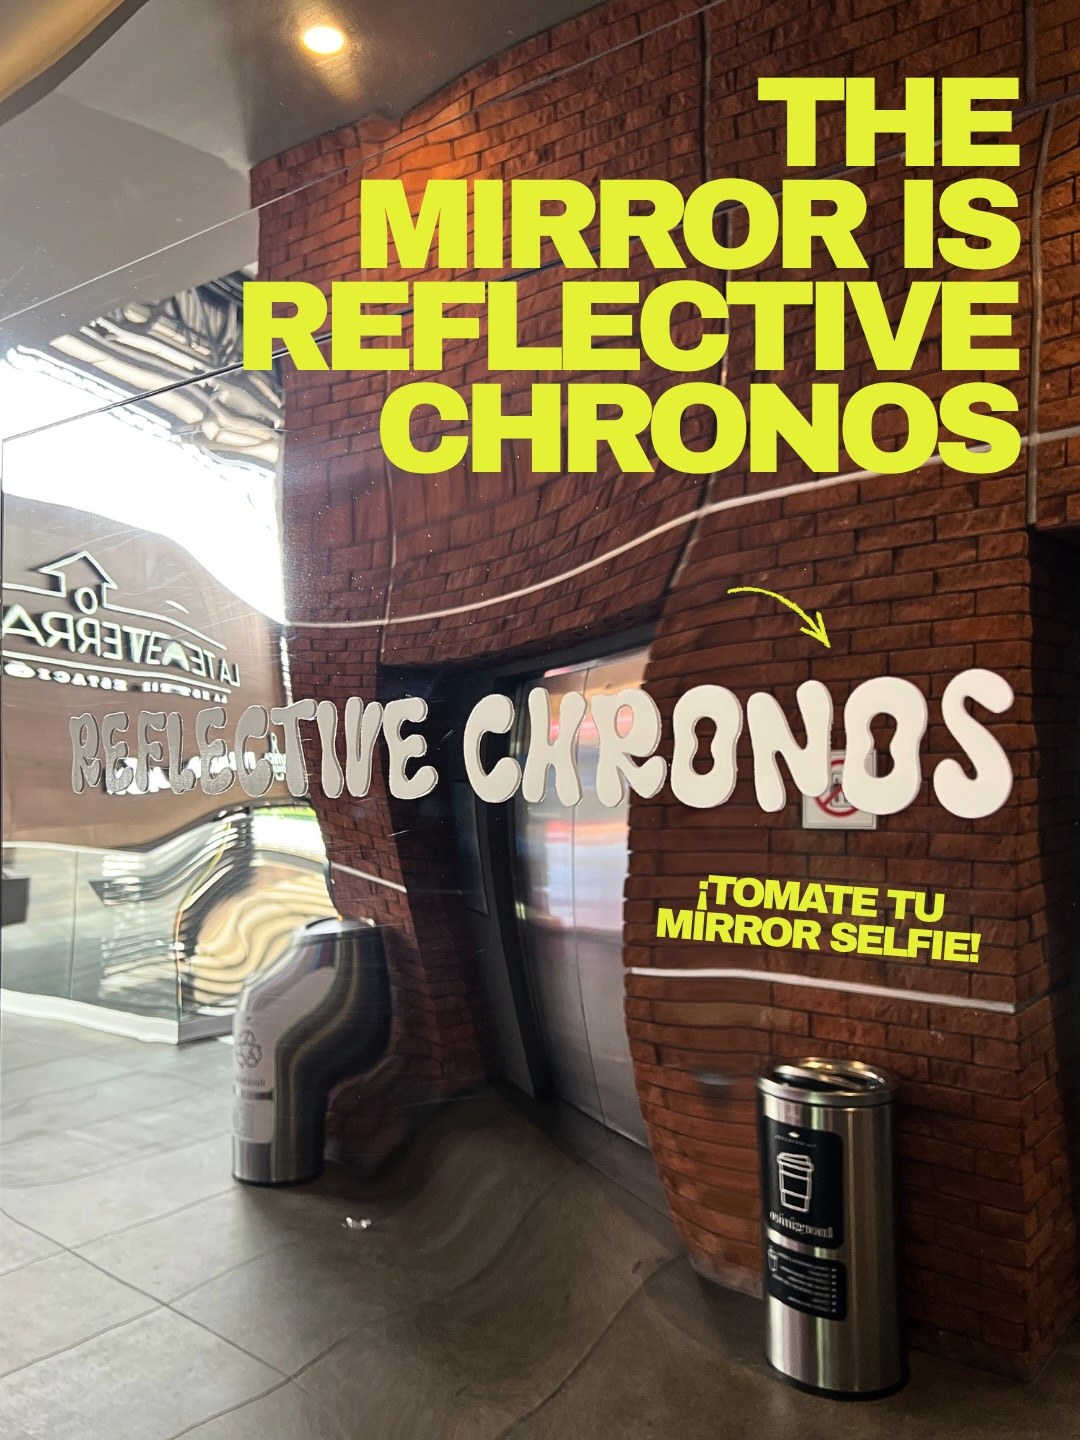 THE
MIRROR IS
REFLECTIVE
CHRONOS
REFLECTIVE CHRONOS
¡TOMATE TU
MIRROR SELFIE!